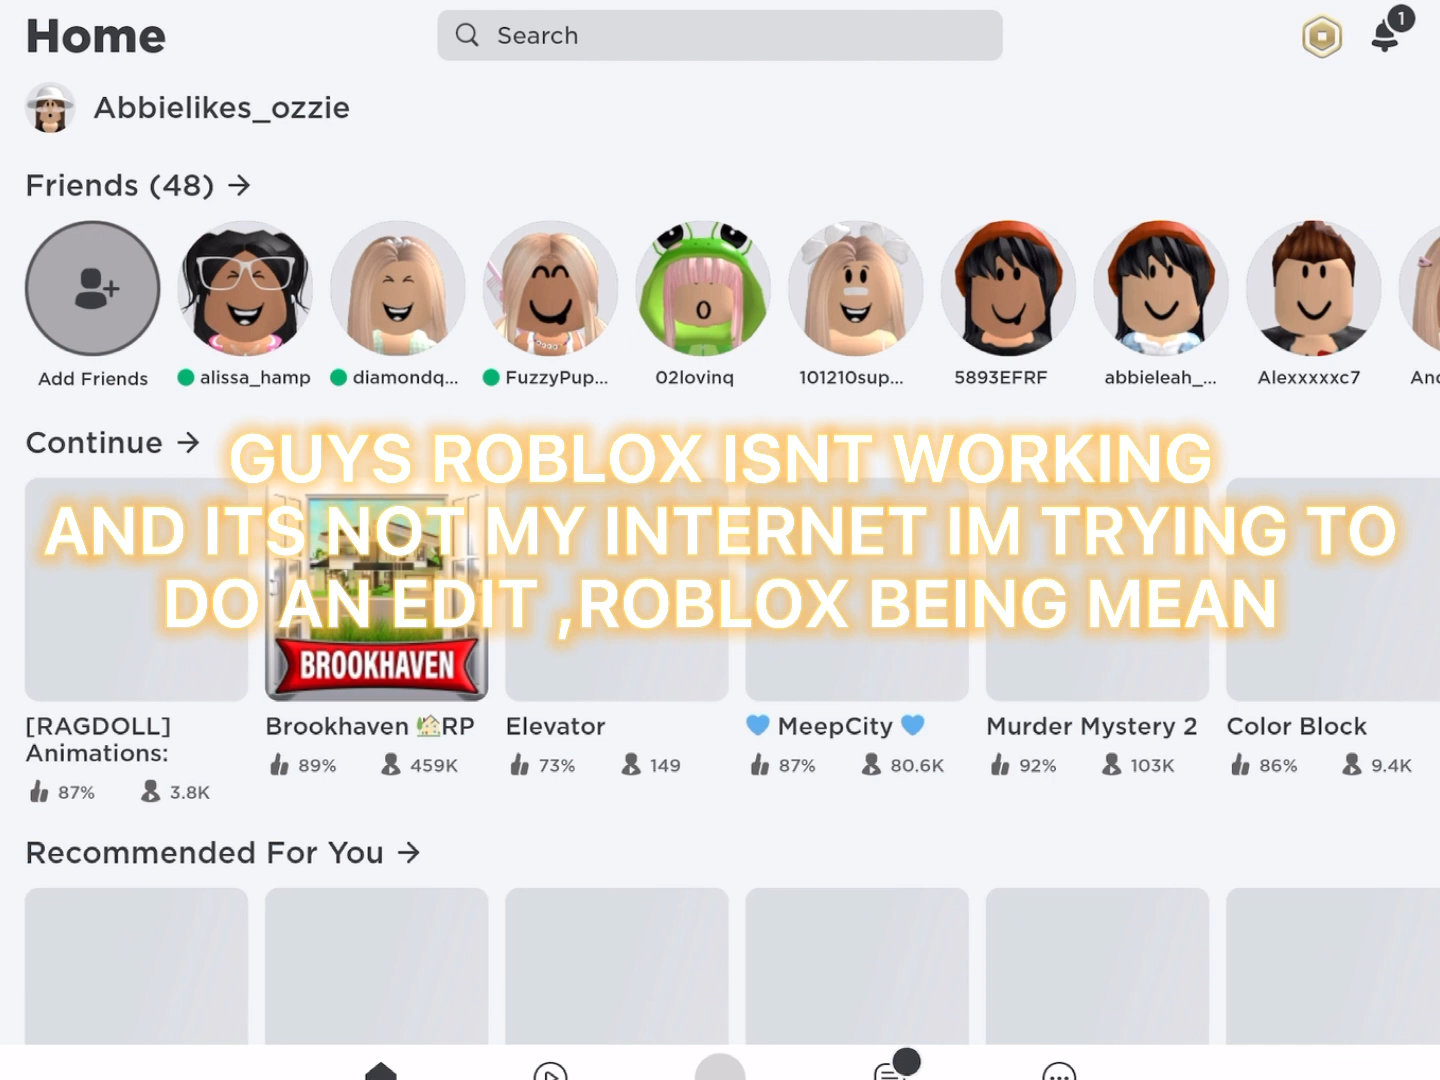 Home
Search
1
Abbielikes_ozzie
Friends (48) →
Add Friends
alissa_hamp
diamondq...
FuzzyPup...
02lovinq
101210sup...
5893EFRF
abbieleah_...
Alexxxxxc7
Anc
Continue →
GUYS ROBLOX ISNT WORKING
AND ITS NOT MY INTERNET IM TRYING TO
DO AN EDIT ,ROBLOX BEING MEAN
BROOKHAVEN
[RAGDOLL]
Animations:
87% 3.8K
Brookhaven 🏡RP
89% 459K
Elevator
73% 149
💙 MeepCity 💙
87% 80.6K
Murder Mystery 2
92% 103K
Color Block
86% 9.4K
Recommended For You →